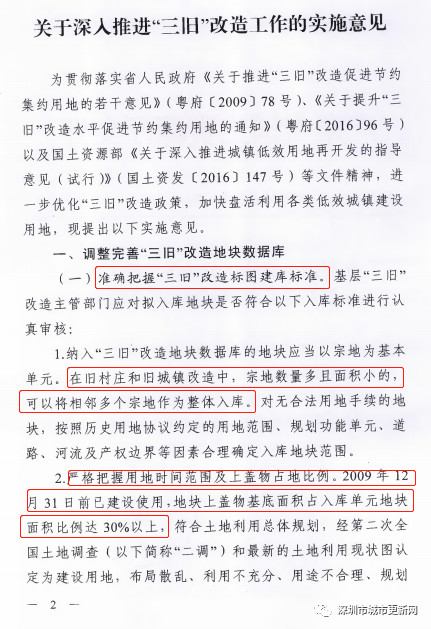 关于深入推进“三旧”改造工作的实施意见
为贯彻落实省人民政府《关于推进“三旧”改造促进节约
集约用地的若干意见》（粤府〔2009〕78号）、《关于提升“三
旧”改造水平促进节约集约用地的通知》（粤府〔2016〕96号）
以及国土资源部《关于深入推进城镇低效用地再开发的指导
意见（试行）》（国土资发〔2016〕147号）等文件精神，进
一步优化“三旧”改造政策，加快盘活利用各类低效城镇建设
用地，现提出以下实施意见。
一、调整完善“三旧”改造地块数据库
（一）准确把握“三旧”改造标图建库标准。基层“三旧”
改造主管部门应对拟入库地块是否符合以下入库标准进行认
真审核：
1.纳入“三旧”改造地块数据库的地块应当以宗地为基本
单元。在旧村庄和旧城镇改造中，宗地数量多且面积小的，
可以将相邻多个宗地作为整体入库。对无合法用地手续的地
块，按照历史用地协议约定的用地范围、规划功能单元、道
路、河流及产权边界等因素合理确定入库地块范围。
2.严格把握用地时间范围及上盖物占地比例。2009年12
月31日前已建设使用，地块上盖物基底面积占入库单元地块
面积比例达30%以上，符合土地利用总体规划，经第二次全
国土地调查（以下简称“二调”）和最新的土地利用现状图认
定为建设用地，布局散乱、利用不充分、用途不合理、规划
— 2 —
深圳市城市更新网